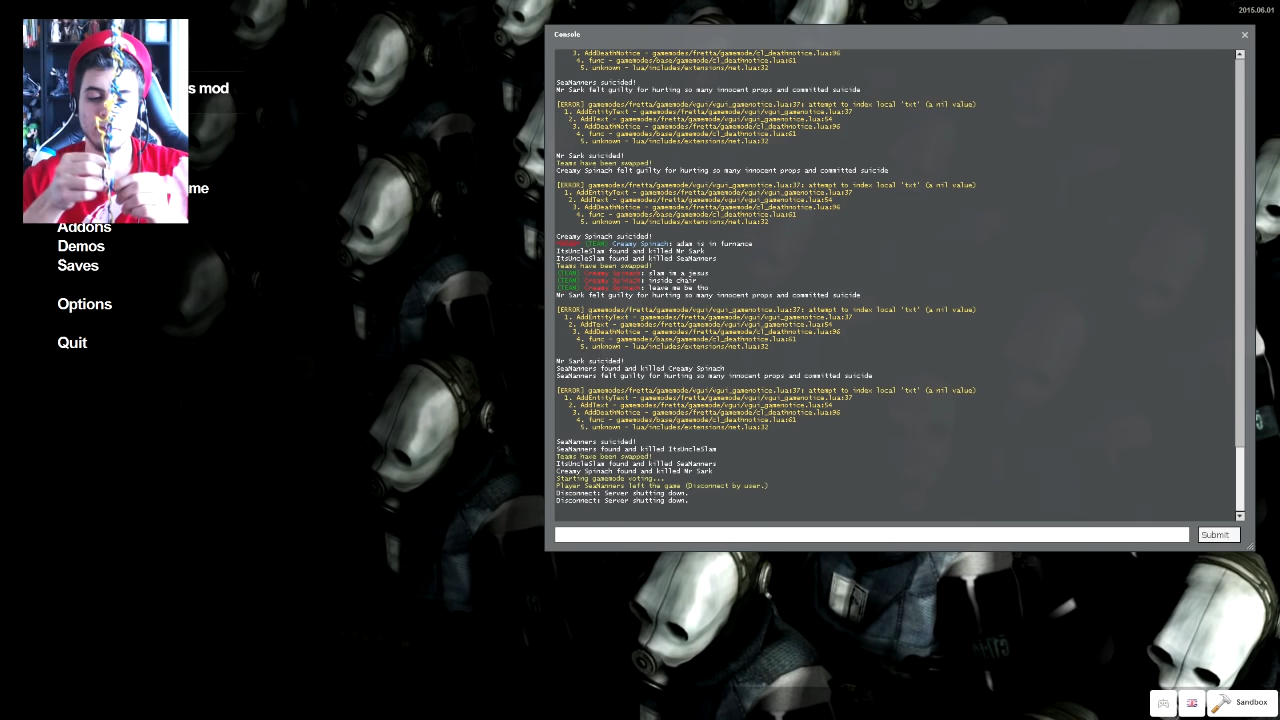 2015.06.01
s mod
me
Addons
Demos
Saves
Options
Quit
Console
3. AddDeathNotice - gamemodes/fretta/gamemode/cl_deathnotice.lua:96
4. func - gamemodes/base/gamemode/cl_deathnotice.lua:61
5. unknown - lua/includes/extensions/net.lua:32
SeaManners suicided!
Mr Sark felt guilty for hurting so many innocent props and committed suicide
[ERROR] gamemodes/fretta/gamemode/vgui/vgui_gamenotice.lua:37: attempt to index local 'txt' (a nil value)
1. AddEntityText - gamemodes/fretta/gamemode/vgui/vgui_gamenotice.lua:37
2. AddText - gamemodes/fretta/gamemode/vgui/vgui_gamenotice.lua:54
3. AddDeathNotice - gamemodes/fretta/gamemode/cl_deathnotice.lua:96
4. func - gamemodes/base/gamemode/cl_deathnotice.lua:61
5. unknown - lua/includes/extensions/net.lua:32
Mr Sark suicided!
Teams have been swapped!
Creamy Spinach felt guilty for hurting so many innocent props and committed suicide
[ERROR] gamemodes/fretta/gamemode/vgui/vgui_gamenotice.lua:37: attempt to index local 'txt' (a nil value)
1. AddEntityText - gamemodes/fretta/gamemode/vgui/vgui_gamenotice.lua:37
2. AddText - gamemodes/fretta/gamemode/vgui/vgui_gamenotice.lua:54
3. AddDeathNotice - gamemodes/fretta/gamemode/cl_deathnotice.lua:96
4. func - gamemodes/base/gamemode/cl_deathnotice.lua:61
5. unknown - lua/includes/extensions/net.lua:32
Creamy Spinach suicided!
(TEAM) Creamy Spinach: adam is in furnance
ItsUncleSlam found and killed Mr Sark
ItsUncleSlam found and killed SeaManners
Teams have been swapped!
(TEAM) Creamy Spinach: slam im a jesus
(TEAM) Creamy Spinach: inside chair
(TEAM) Creamy Spinach: leave me be tho
Mr Sark felt guilty for hurting so many innocent props and committed suicide
[ERROR] gamemodes/fretta/gamemode/vgui/vgui_gamenotice.lua:37: attempt to index local 'txt' (a nil value)
1. AddEntityText - gamemodes/fretta/gamemode/vgui/vgui_gamenotice.lua:37
2. AddText - gamemodes/fretta/gamemode/vgui/vgui_gamenotice.lua:54
3. AddDeathNotice - gamemodes/fretta/gamemode/cl_deathnotice.lua:96
4. func - gamemodes/base/gamemode/cl_deathnotice.lua:61
5. unknown - lua/includes/extensions/net.lua:32
Mr Sark suicided!
SeaManners found and killed Creamy Spinach
SeaManners felt guilty for hurting so many innocent props and committed suicide
[ERROR] gamemodes/fretta/gamemode/vgui/vgui_gamenotice.lua:37: attempt to index local 'txt' (a nil value)
1. AddEntityText - gamemodes/fretta/gamemode/vgui/vgui_gamenotice.lua:37
2. AddText - gamemodes/fretta/gamemode/vgui/vgui_gamenotice.lua:54
3. AddDeathNotice - gamemodes/fretta/gamemode/cl_deathnotice.lua:96
4. func - gamemodes/base/gamemode/cl_deathnotice.lua:61
5. unknown - lua/includes/extensions/net.lua:32
SeaManners suicided!
SeaManners found and killed ItsUncleSlam
Teams have been swapped!
ItsUncleSlam found and killed SeaManners
Creamy Spinach found and killed Mr Sark
Starting gamemode voting...
Player SeaManners left the game (Disconnect by user.)
Disconnect: Server shutting down.
Disconnect: Server shutting down.
Submit
Sandbox